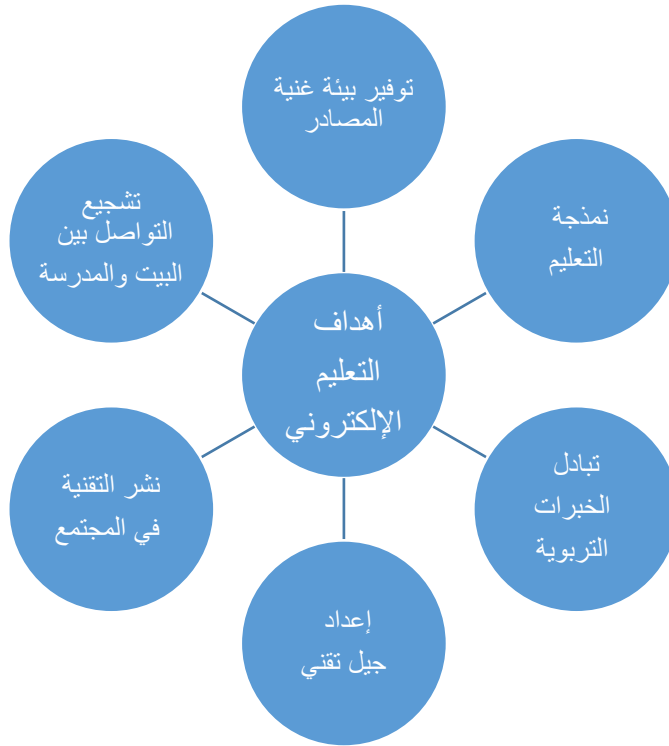 توفير بيئة غنية
المصادر
نمذجة
التعليم
تبادل
الخبرات
التربوية
إعداد
جيل تقني
نشر التقنية
في المجتمع
تشجيع
التواصل بين
البيت والمدرسة
أهداف
التعليم
الإلكتروني